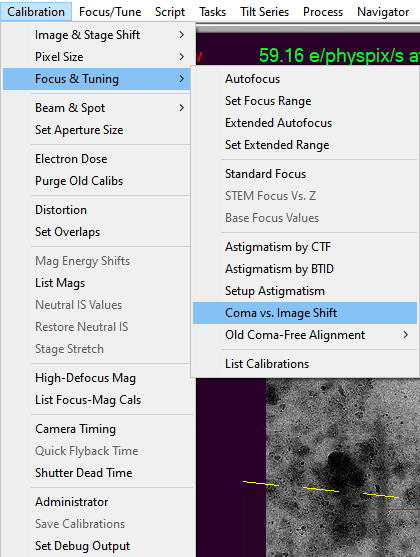 Calibration Focus/Tune Script Tasks Tilt Series Process Navigator
59.16 e/physpix/s
Image & Stage Shift >
Pixel Size >
Focus & Tuning >
Beam & Spot >
Set Aperture Size
Electron Dose
Purge Old Calibs
Distortion
Set Overlaps
Mag Energy Shifts
List Mags
Neutral IS Values
Restore Neutral IS
Stage Stretch
High-Defocus Mag
List Focus-Mag Cals
Camera Timing
Quick Flyback Time
Shutter Dead Time
Administrator
Save Calibrations
Set Debug Output
Autofocus
Set Focus Range
Extended Autofocus
Set Extended Range
Standard Focus
STEM Focus Vs. Z
Base Focus Values
Astigmatism by CTF
Astigmatism by BTID
Setup Astigmatism
Coma vs. Image Shift
Old Coma-Free Alignment >
List Calibrations